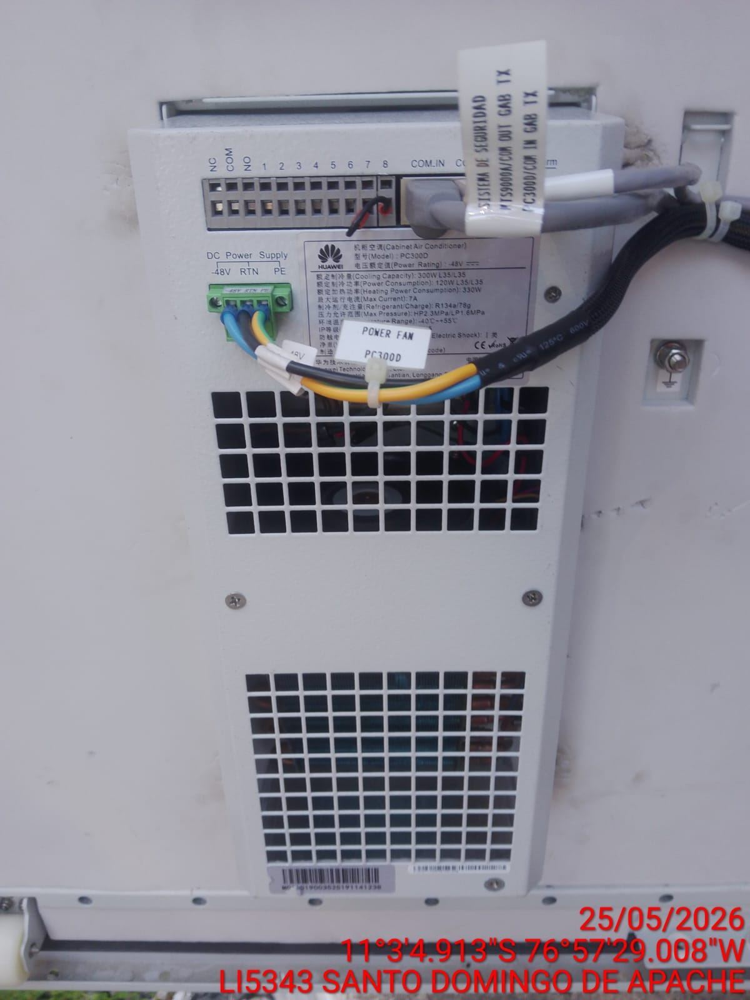 SISTEMA DE SEGURIDAD
MTS9000A/COM OUT GAB TX
PC300D/COM IN GAB TX
NC COM NO 1 2 3 4 5 6 7 8 COM.IN
DC Power Supply
-48V RTN PE
-48V RTN PE
HUAWEI
机柜空调(Cabinet Air Conditioner)
型号(Model) : PC300D
电压额定值(Power Rating) : -48V
额定制冷量(Cooling Capacity): 300W L35/L35
额定制冷功率(Power Consumption): 120W L35/L35
额定加热功率(Heating Power Consumption): 330W
最大运行电流(Max Current): 7A
制冷剂/充注量(Refrigerant/Charge): R134a/78g
压力允许范围(Max Pressure): HP2.3MPa/LP1.6MPa
Range): -40℃~+55℃
Electric Shock): I 类
CE RoHS
48V
POWER FAN
PC300D
125°C 600V
LI5343 SANTO DOMINGO DE APACHE
25/05/2026
11°3'4.913"S 76°57'29.008"W